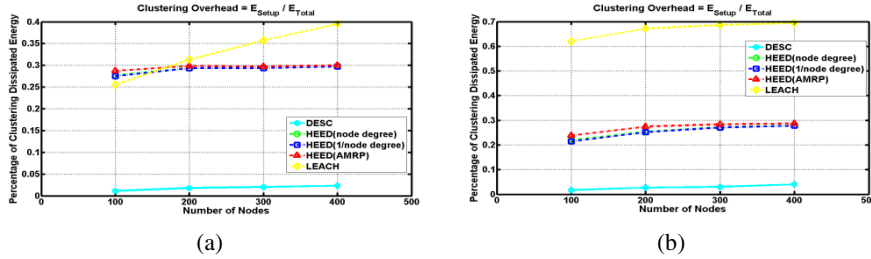 Clustering Overhead = E_Setup / E_Total
Percentage of Clustering Dissipated Energy
0.4
0.35
0.3
0.25
0.2
0.15
0.1
0.05
0
0
100
200
300
400
500
Number of Nodes
DESC
HEED(node degree)
HEED(1/node degree)
HEED(AMRP)
LEACH
(a)
Clustering Overhead = E_Setup / E_Total
Percentage of Clustering Dissipated Energy
0.7
0.6
0.5
0.4
0.3
0.2
0.1
0
0
100
200
300
400
50
Number of Nodes
DESC
HEED(node degree)
HEED(1/node degree)
HEED(AMRP)
LEACH
(b)